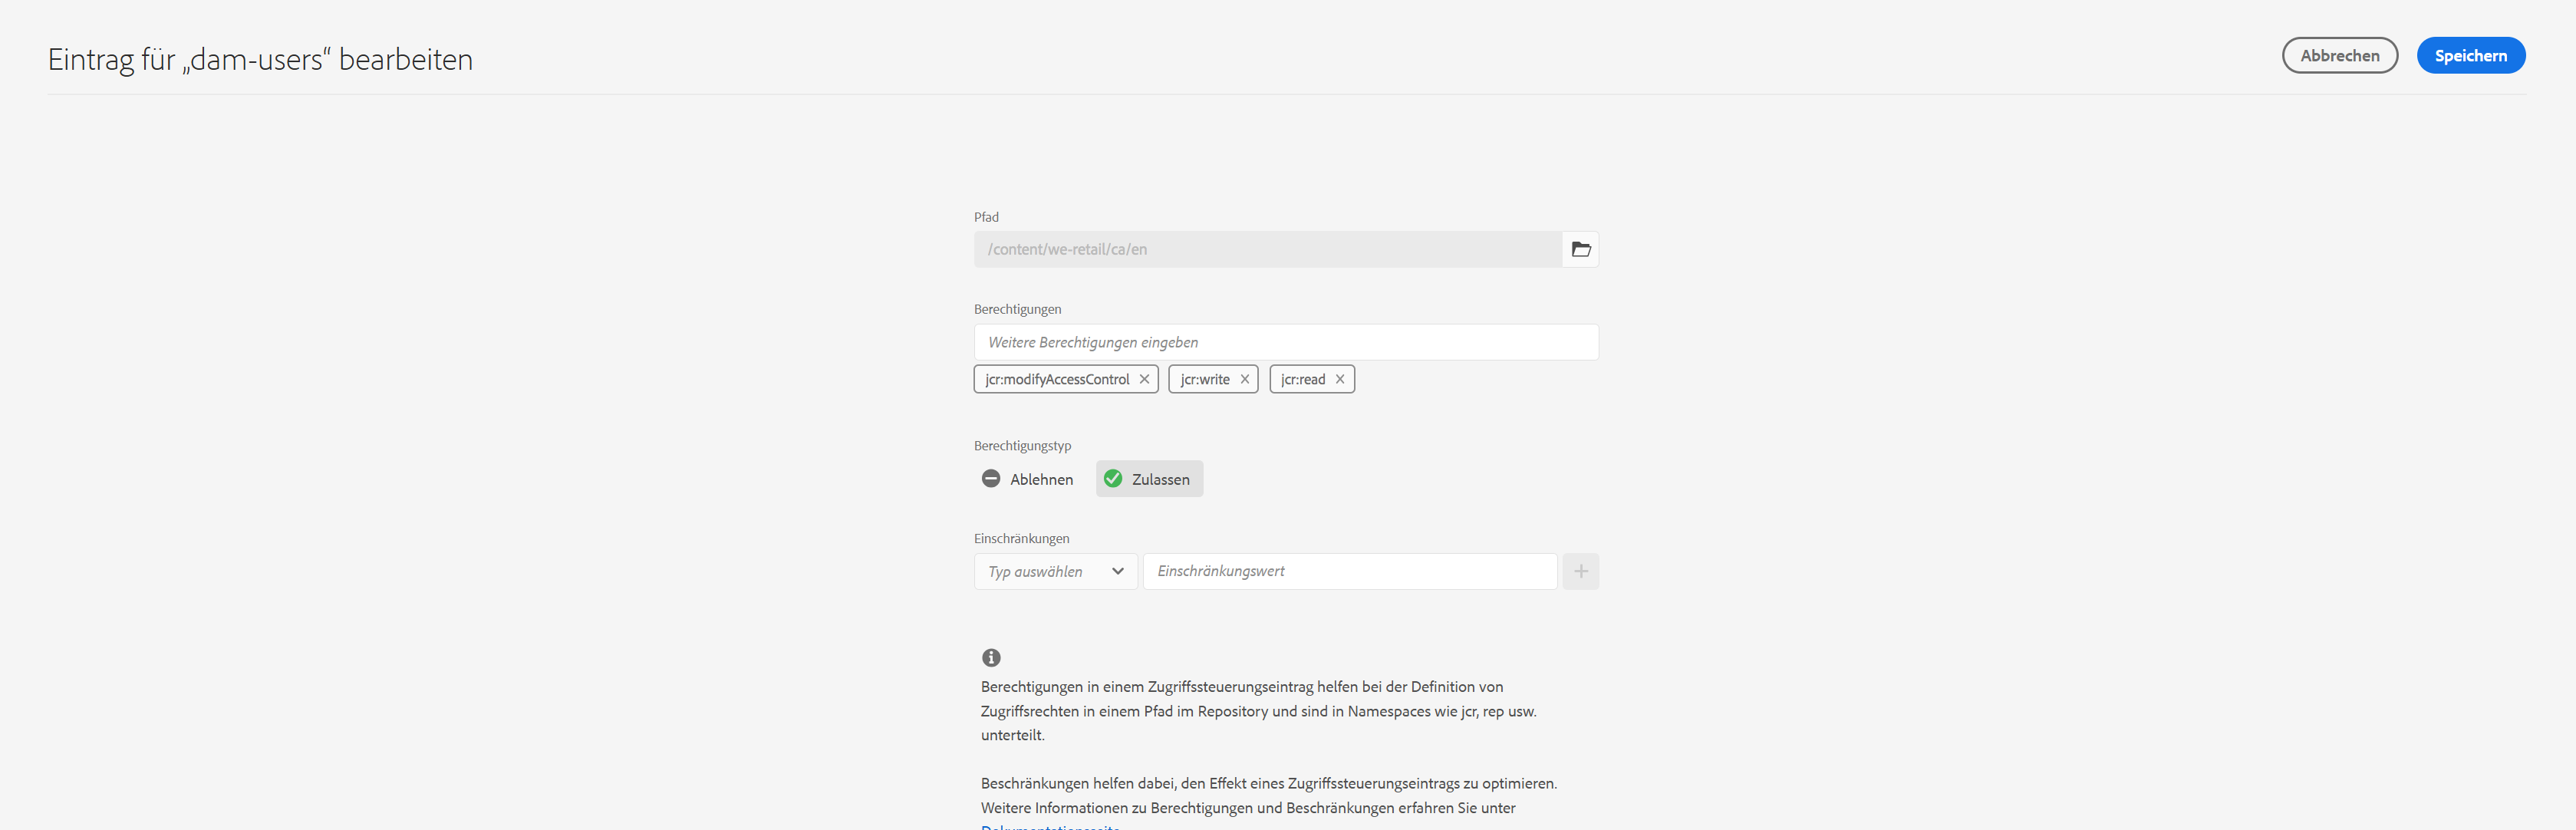 Eintrag für „dam-users“ bearbeiten
Abbrechen
Speichern
Pfad
/content/we-retail/ca/en
Berechtigungen
Weitere Berechtigungen eingeben
jcr:modifyAccessControl
jcr:write
jcr:read
Berechtigungstyp
Ablehnen
Zulassen
Einschränkungen
Typ auswählen
Einschränkungswert
Berechtigungen in einem Zugriffssteuerungseintrag helfen bei der Definition von
Zugriffsrechten in einem Pfad im Repository und sind in Namespaces wie jcr, rep usw.
unterteilt.
Beschränkungen helfen dabei, den Effekt eines Zugriffssteuerungseintrags zu optimieren.
Weitere Informationen zu Berechtigungen und Beschränkungen erfahren Sie unter